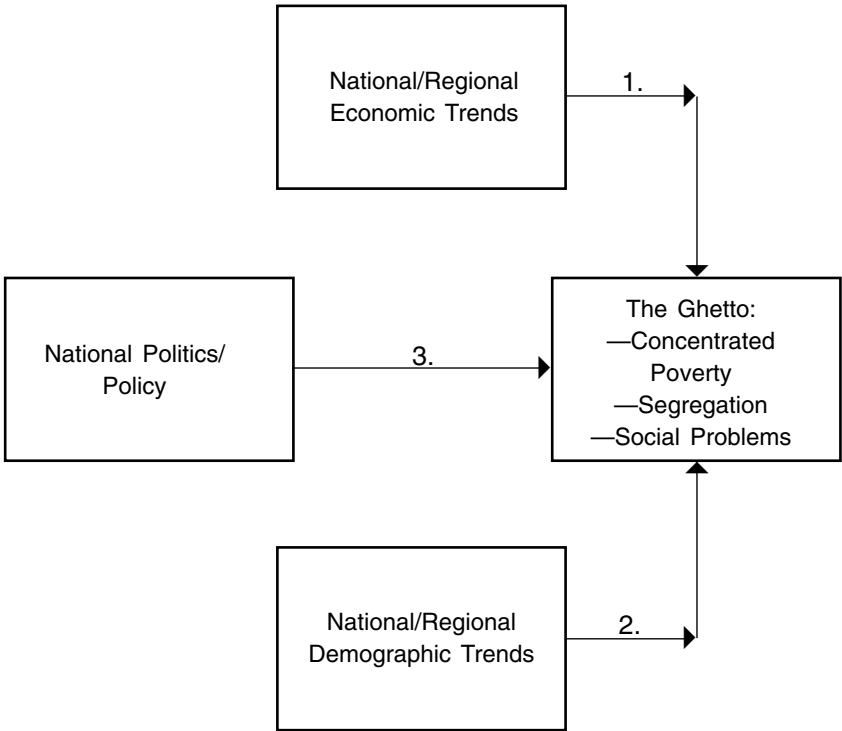 National/Regional
Economic Trends
1.
National Politics/
Policy
3.
The Ghetto:
—Concentrated
Poverty
—Segregation
—Social Problems
National/Regional
Demographic Trends
2.